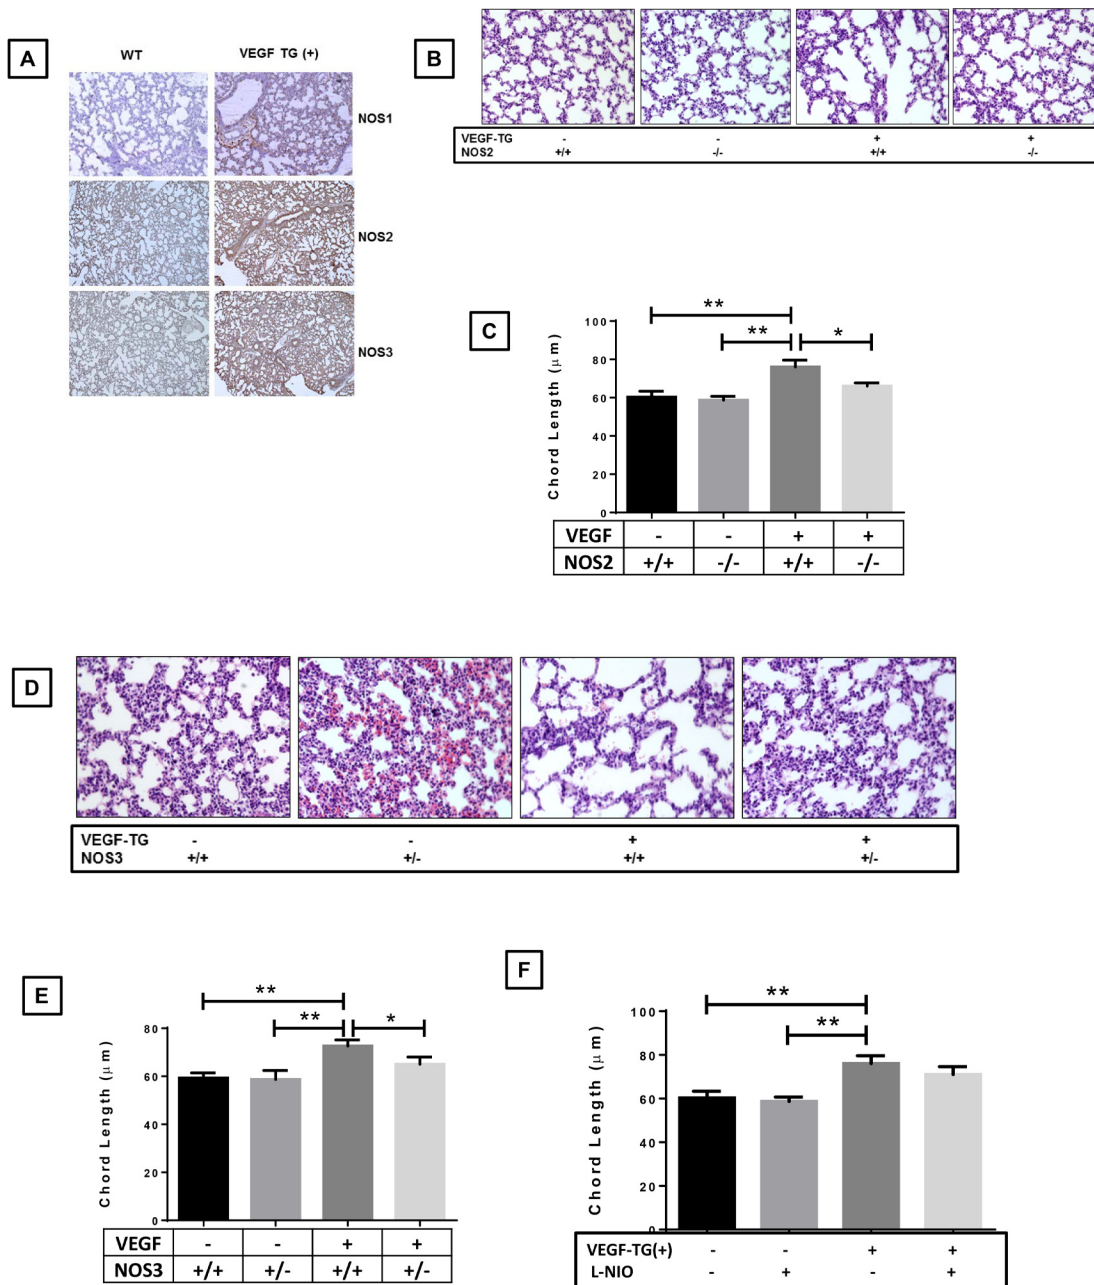 A
WT VEGF TG (+)
NOS1
NOS2
NOS3
B
VEGF-TG - - + +
NOS2 +/+ -/- +/+ -/-
C
** 
** *
Chord Length (μm)
100
80
60
40
20
0
VEGF - - + +
NOS2 +/+ -/- +/+ -/-
D
VEGF-TG - - + +
NOS3 +/+ +/- +/+ +/-
E
**
** *
Chord Length (μm)
80
60
40
20
0
VEGF - - + +
NOS3 +/+ +/- +/+ +/-
F
**
**
Chord Length (μm)
100
80
60
40
20
0
VEGF-TG(+) - - + +
L-NIO - + - +